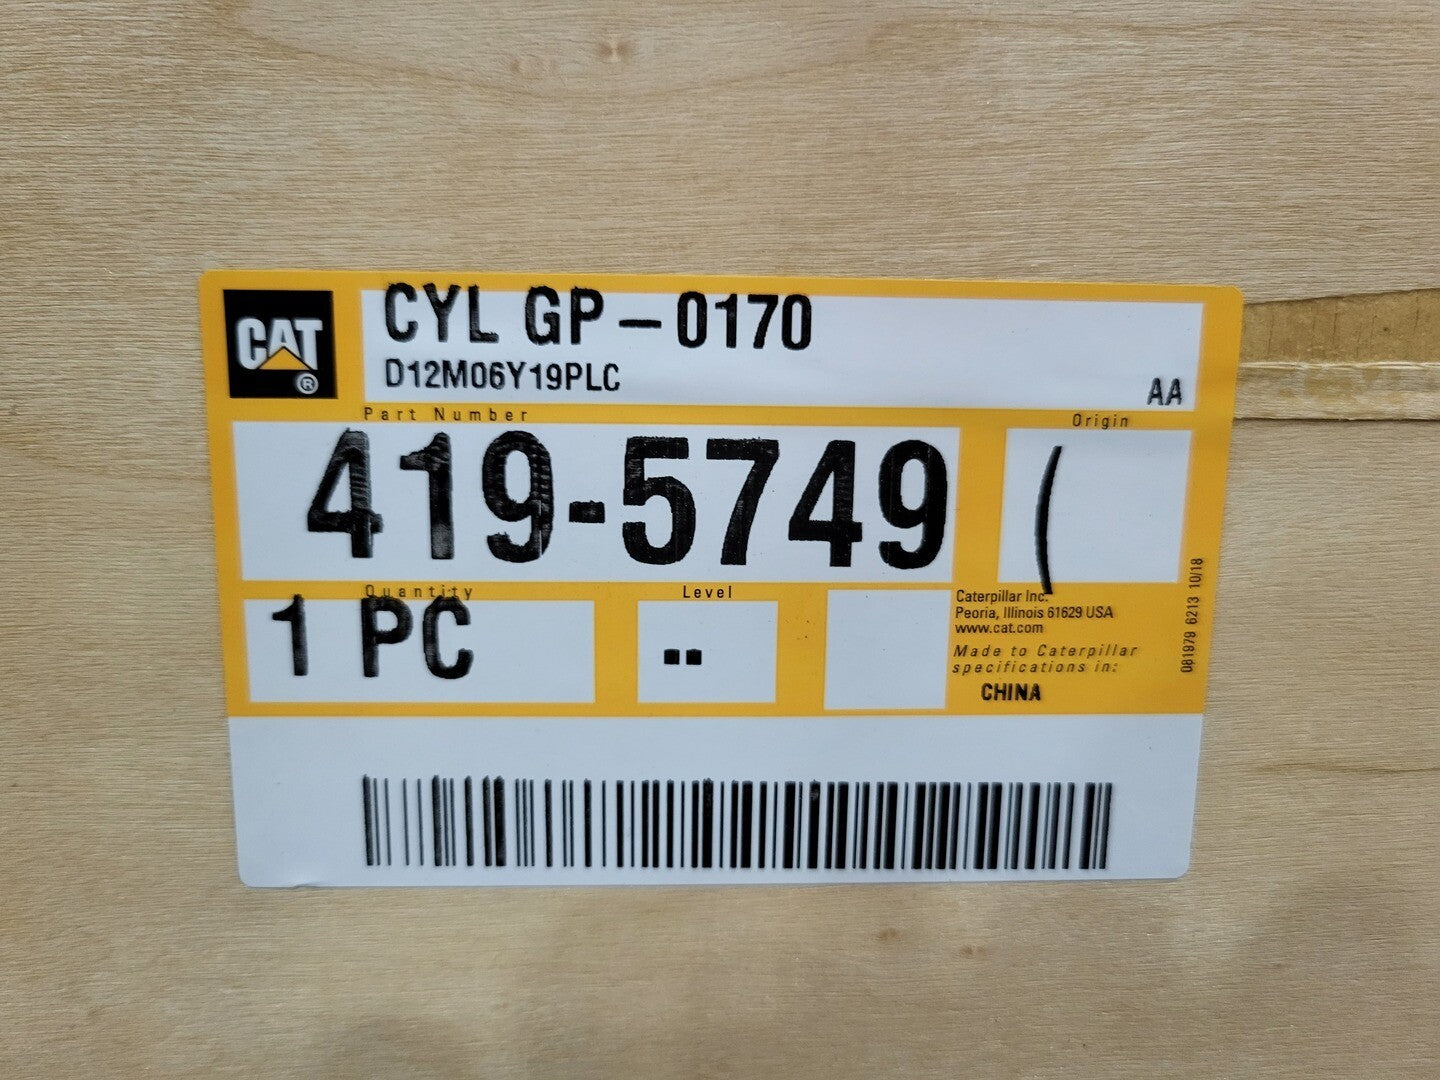 CAT ®
CYL GP-0170
D12M06Y19PLC
AA
Part Number
Origin
419-5749
(
Quantity
Level
1 PC
--
Caterpillar Inc.
Peoria, Illinois 61629 USA
www.cat.com
Made to Caterpillar
specifications in:
CHINA
081979 6213 10/18